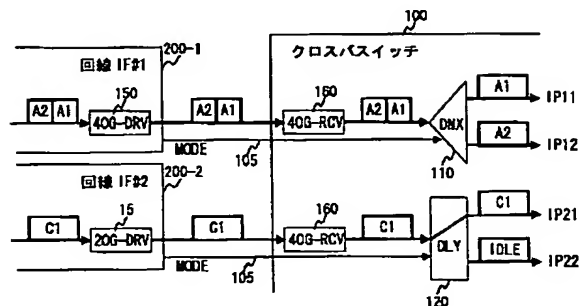 100
クロスバスイッチ
200-1
回線 IF#1
150
A2 A1
40G-DRV
A2 A1
160
40G-RCV
A2 A1
DMX
110
A1
IP11
A2
IP12
MODE
105
200-2
回線 IF#2
15
C1
20G-DRV
C1
160
40G-RCV
C1
DLY
120
C1
IP21
IDLE
IP22
MODE
105